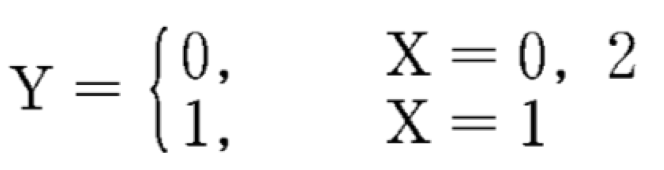 Y = { 0, X = 0, 2
1, X = 1